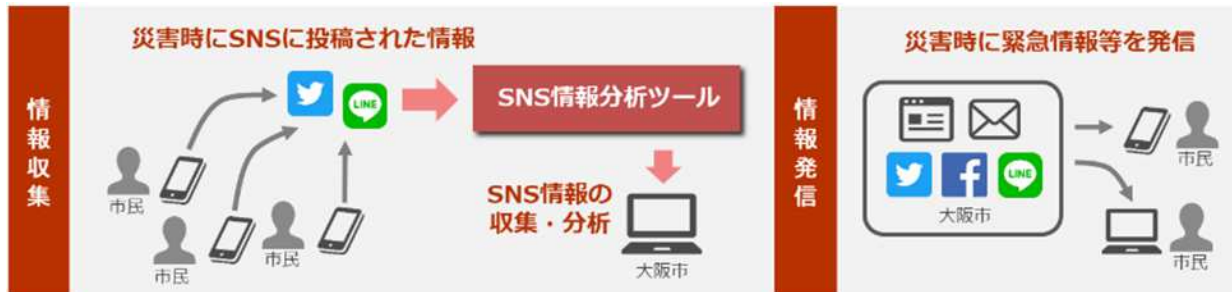 情報収集
災害時にSNSに投稿された情報
LINE
SNS情報分析ツール
市民
市民
市民
SNS情報の
収集・分析
大阪市
情報発信
災害時に緊急情報等を発信
LINE
大阪市
市民
市民